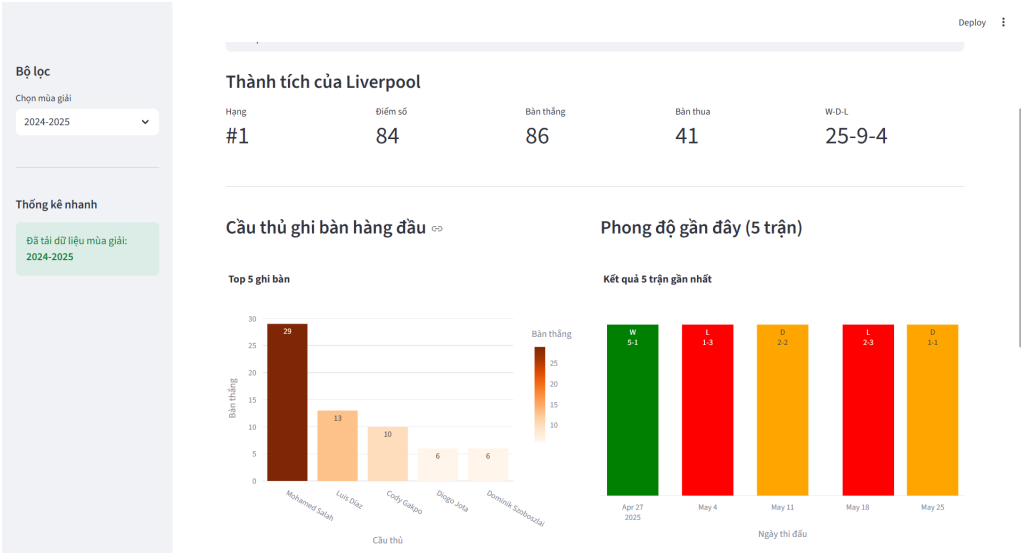 Deploy
Bộ lọc
Chọn mùa giải
2024-2025
Thống kê nhanh
Đã tải dữ liệu mùa giải:
2024-2025
Thành tích của Liverpool
Hạng
Điểm số
Bàn thắng
Bàn thua
W-D-L
#1
84
86
41
25-9-4
Cầu thủ ghi bàn hàng đầu
Top 5 ghi bàn
Bàn thắng
30
25
20
15
10
5
0
29
13
10
6
6
Mohamed Salah
Luis Díaz
Cody Gakpo
Diogo Jota
Dominik Szoboszlai
Cầu thủ
Bàn thắng
25
20
15
10
Phong độ gần đây (5 trận)
Kết quả 5 trận gần nhất
W
5-1
L
1-3
D
2-2
L
2-3
D
1-1
Apr 27
2025
May 4
May 11
May 18
May 25
Ngày thi đấu